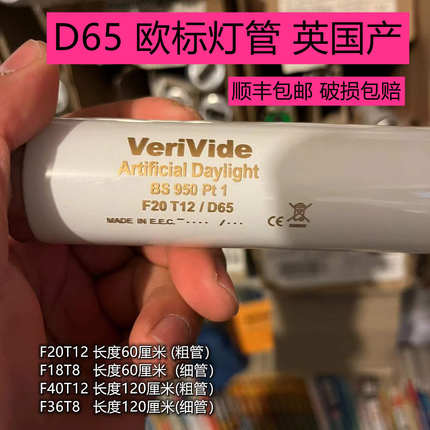 D65 欧标灯管 英国产
顺丰包邮 破损包赔
VeriVide
Artificial Daylight
BS 950 Pt 1
F20 T12 / D65
MADE IN E.E.C.
CE
F20T12 长度60厘米 (粗管)
F18T8 长度60厘米 (细管)
F40T12 长度120厘米(粗管)
F36T8 长度120厘米(细管)